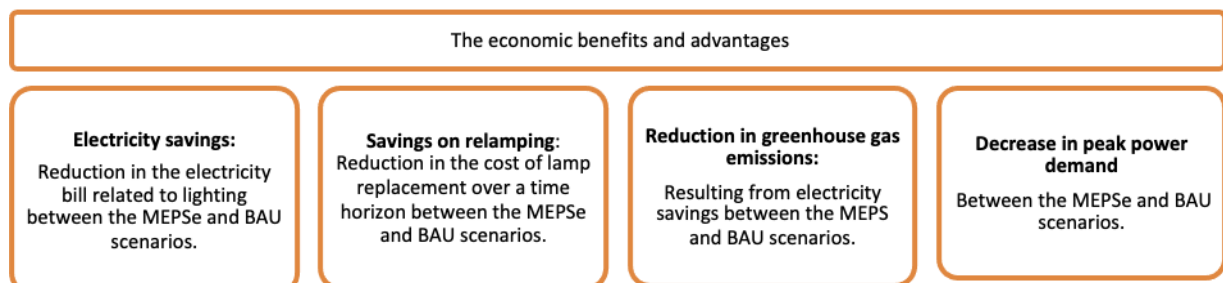 The economic benefits and advantages
Electricity savings:
Reduction in the electricity
bill related to lighting
between the MEPSe and BAU
scenarios.
Savings on relamping:
Reduction in the cost of lamp
replacement over a time
horizon between the MEPSe
and BAU scenarios.
Reduction in greenhouse gas
emissions:
Resulting from electricity
savings between the MEPS
and BAU scenarios.
Decrease in peak power
demand
Between the MEPSe and BAU
scenarios.